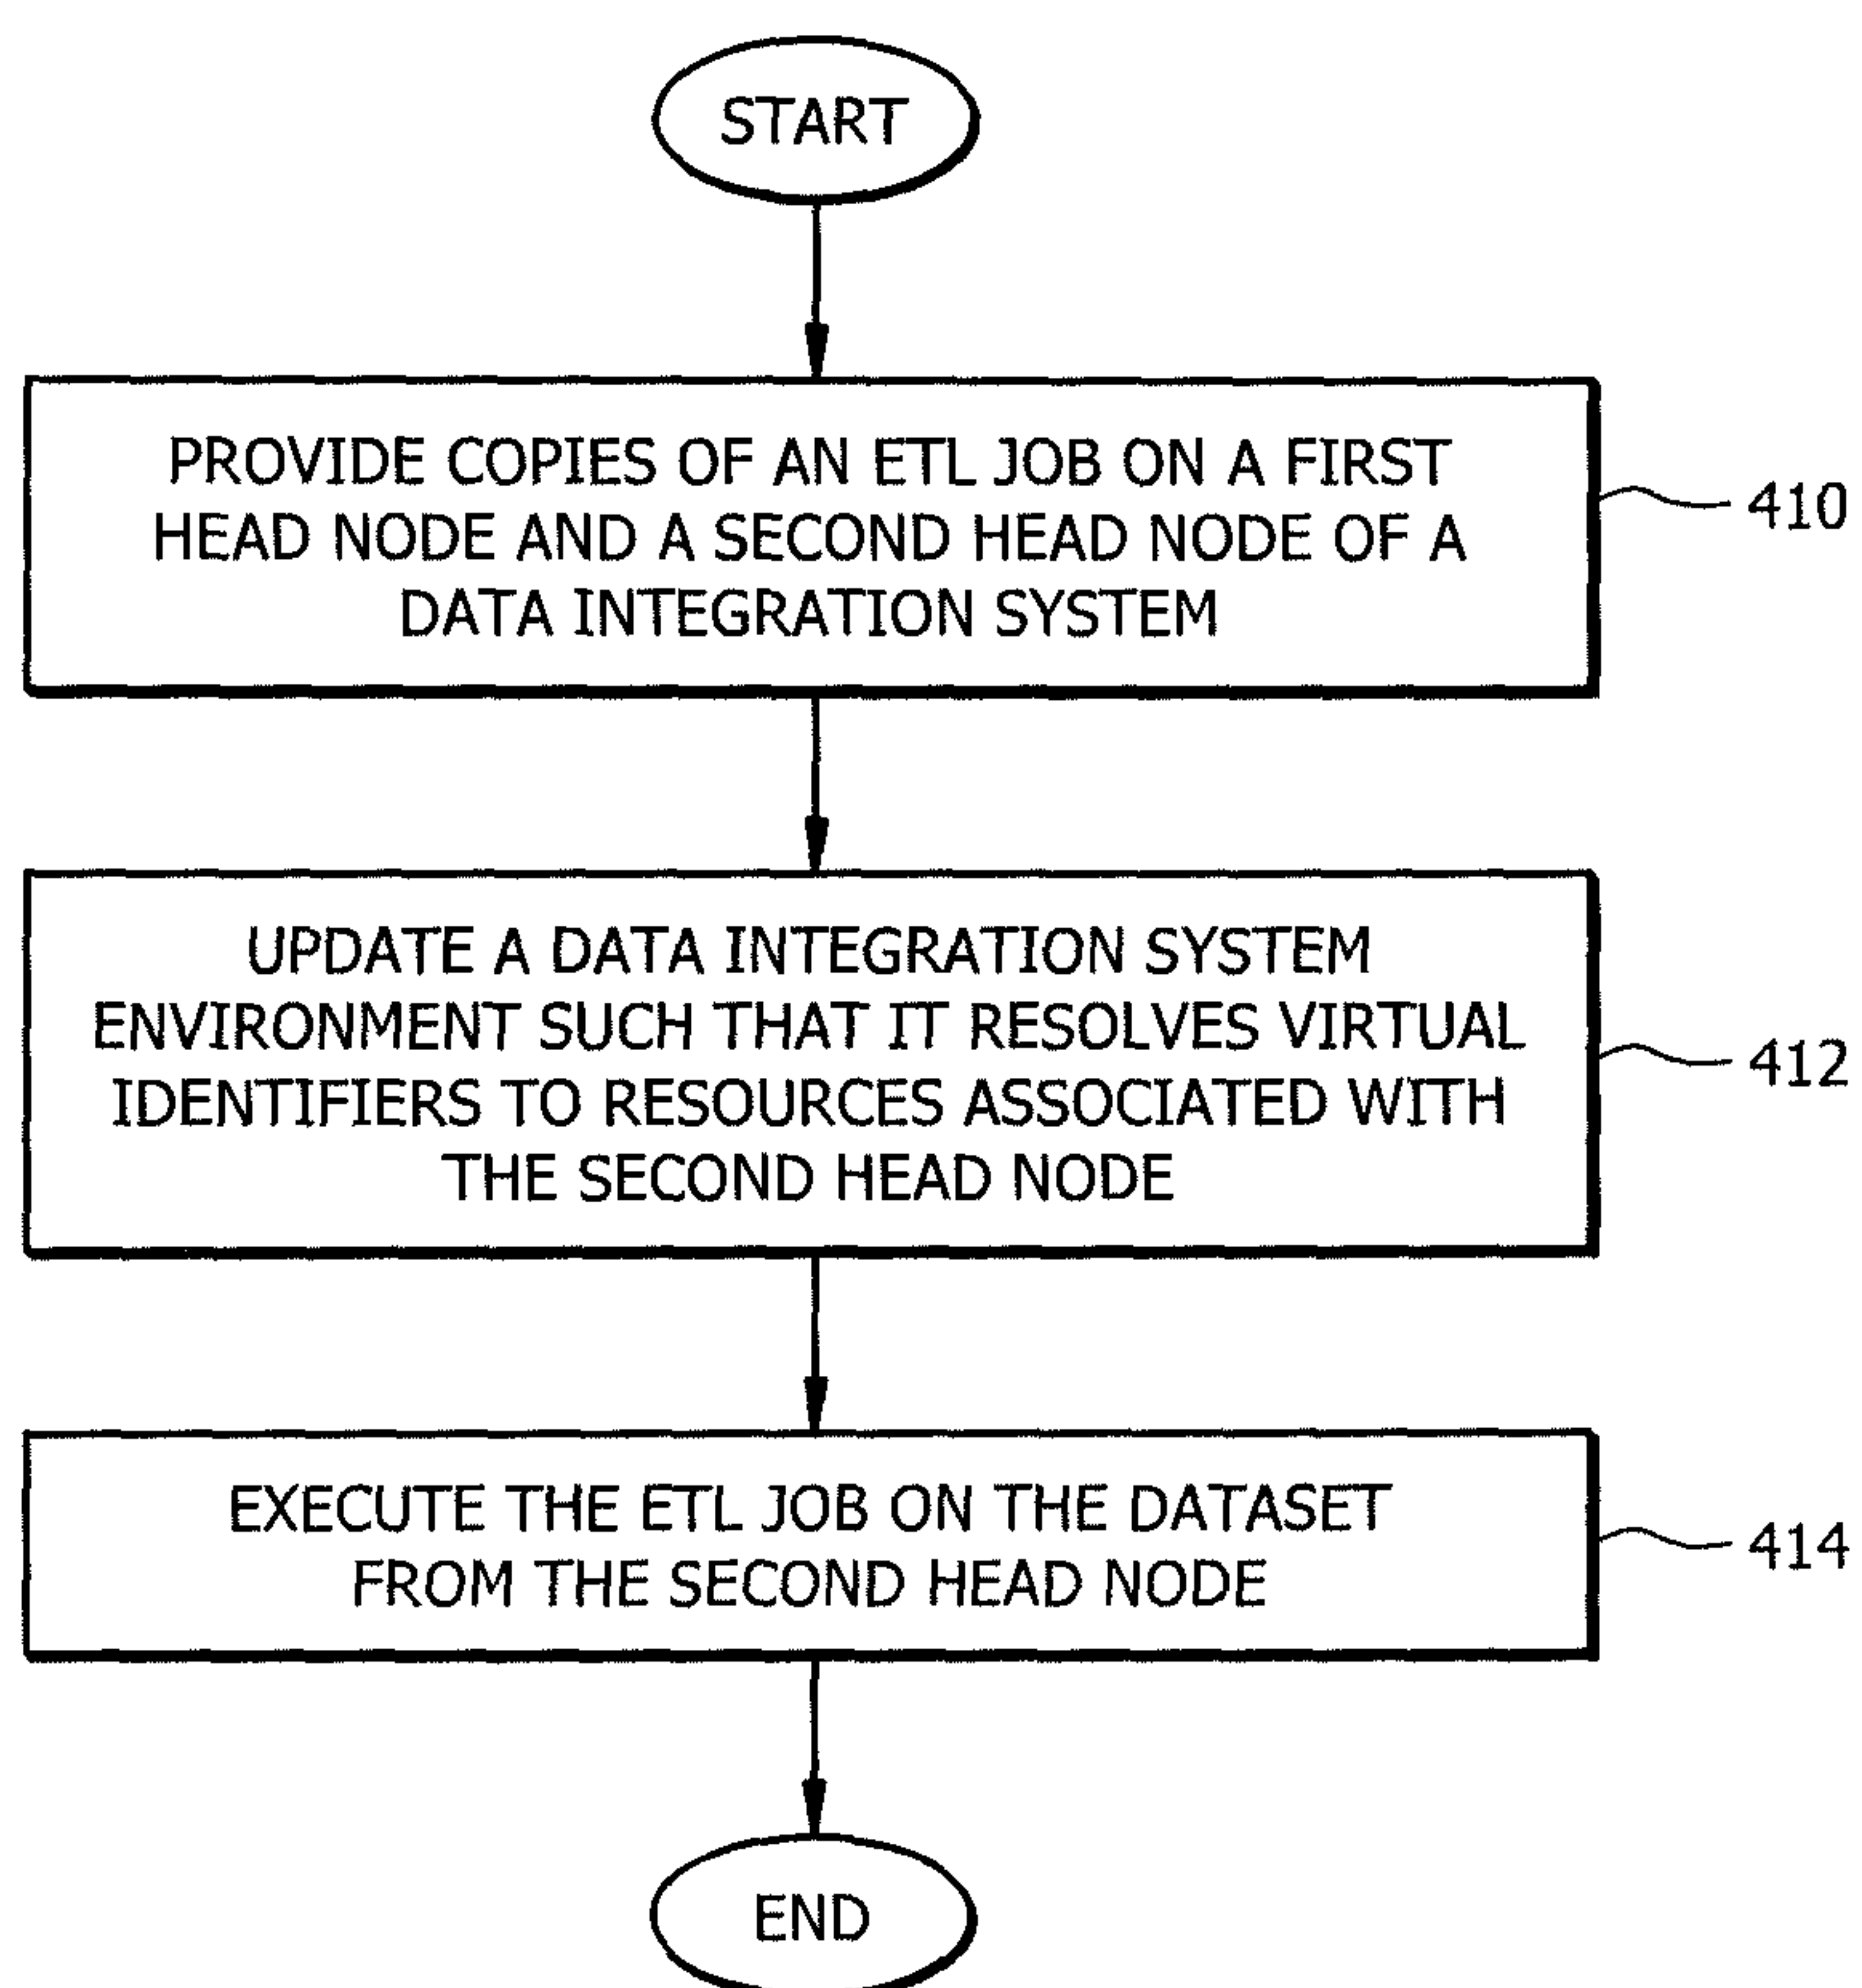 START
PROVIDE COPIES OF AN ETL JOB ON A FIRST
HEAD NODE AND A SECOND HEAD NODE OF A
DATA INTEGRATION SYSTEM
410
UPDATE A DATA INTEGRATION SYSTEM
ENVIRONMENT SUCH THAT IT RESOLVES VIRTUAL
IDENTIFIERS TO RESOURCES ASSOCIATED WITH
THE SECOND HEAD NODE
412
EXECUTE THE ETL JOB ON THE DATASET
FROM THE SECOND HEAD NODE
414
END